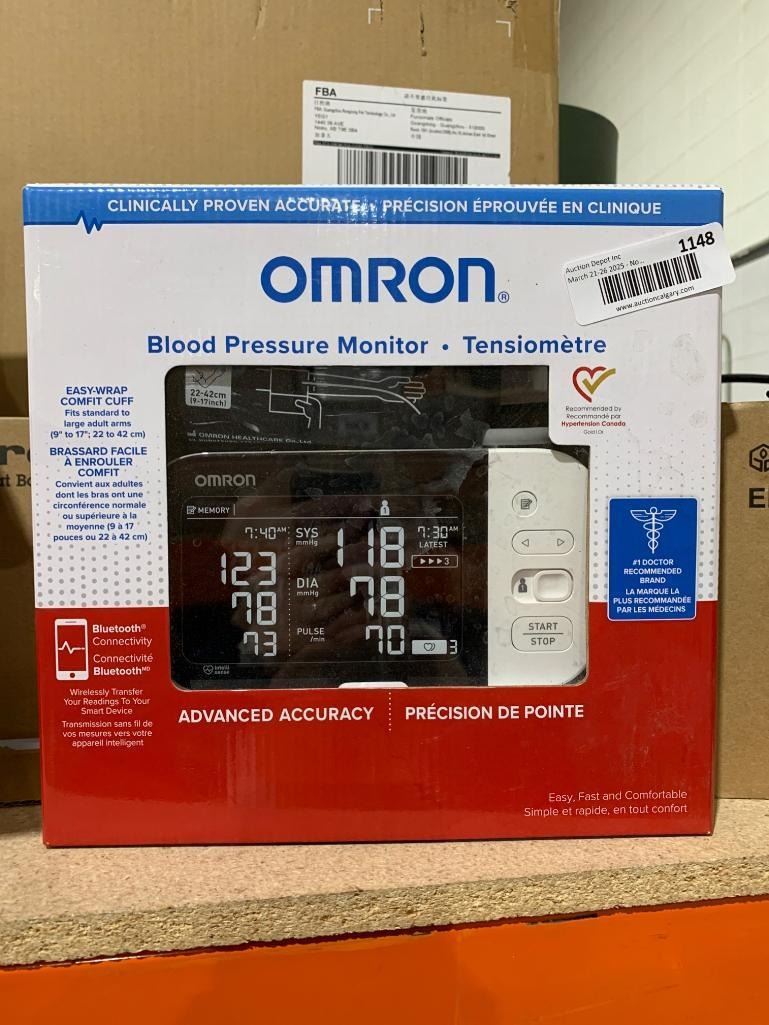 FBA
CLINICALLY PROVEN ACCURATE PRÉCISION ÉPROUVÉE EN CLINIQUE
1148
Auction Depot Inc
March 21-26 2025 - No...
www.auctioncalgary.com
OMRON®
Blood Pressure Monitor • Tensiomètre
EASY-WRAP
COMFIT CUFF
Fits standard to
large adult arms
(9" to 17"; 22 to 42 cm)
BRASSARD FACILE
À ENROULER
COMFIT
Convient aux adultes
dont les bras ont une
circonférence normale
ou supérieure à la
moyenne (9 à 17
pouces ou 22 à 42 cm)
22-42cm
(9-17inch)
OMRON HEALTHCARE Co.,Ltd.
Recommended by
Recommandé par
Hypertension Canada
Gold | Or
OMRON
MEMORY
7:40AM
SYS
mmHg
118
7:30AM
LATEST
3
123
DIA
mmHg
78
78
PULSE
/min
70
3
73
intelli
sense
START
STOP
#1 DOCTOR
RECOMMENDED
BRAND
LA MARQUE LA
PLUS RECOMMANDÉE
PAR LES MÉDECINS
Bluetooth®
Connectivity
Connectivité
Bluetooth MD
Wirelessly Transfer
Your Readings To Your
Smart Device
Transmission sans fil de
vos mesures vers votre
appareil intelligent
ADVANCED ACCURACY PRÉCISION DE POINTE
Easy, Fast and Comfortable
Simple et rapide, en tout confort